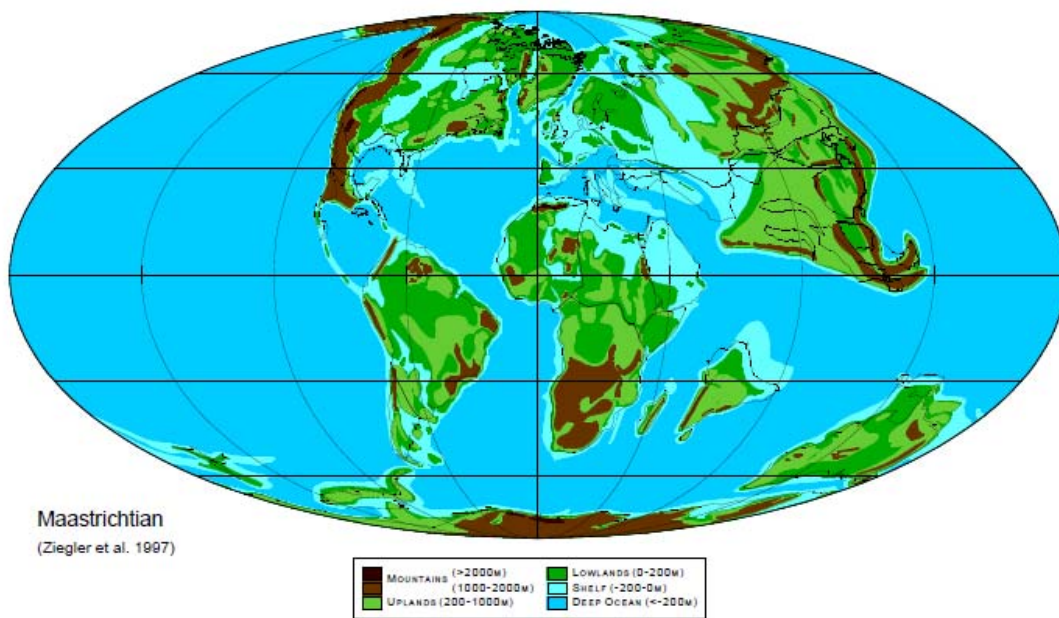 Maastrichtian
(Ziegler et al. 1997)
MOUNTAINS (>2000M)
(1000-2000M)
UPLANDS (200-1000M)
LOWLANDS (0-200M)
SHELF (-200-0M)
DEEP OCEAN (<-200M)